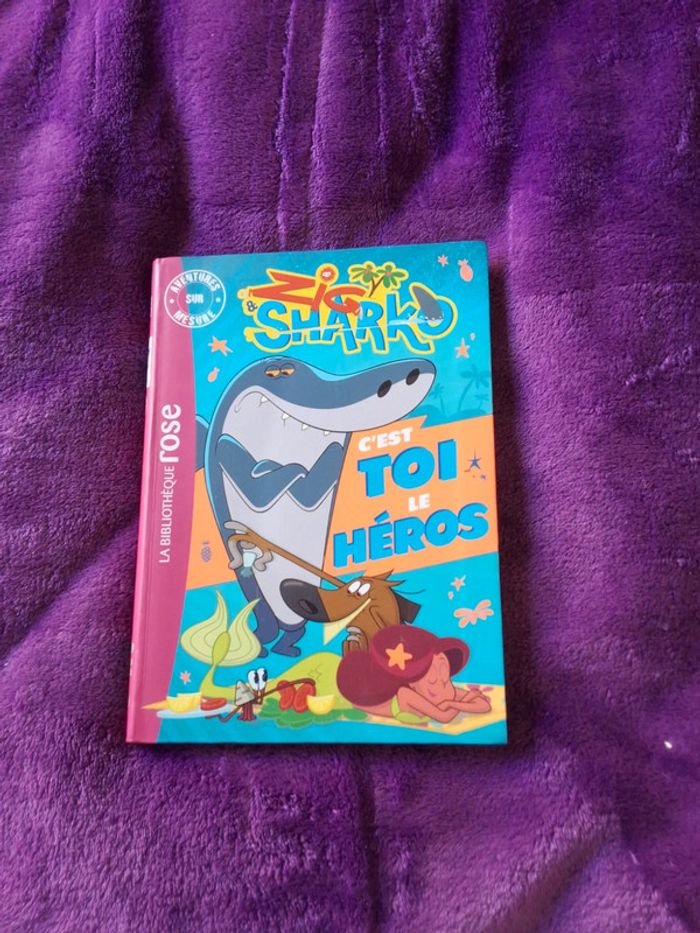 AVENTURES
SUR
MESURE
ZIG
& SHARKO
LA BIBLIOTHÈQUE rose
C'EST
TOI
LE
HÉROS